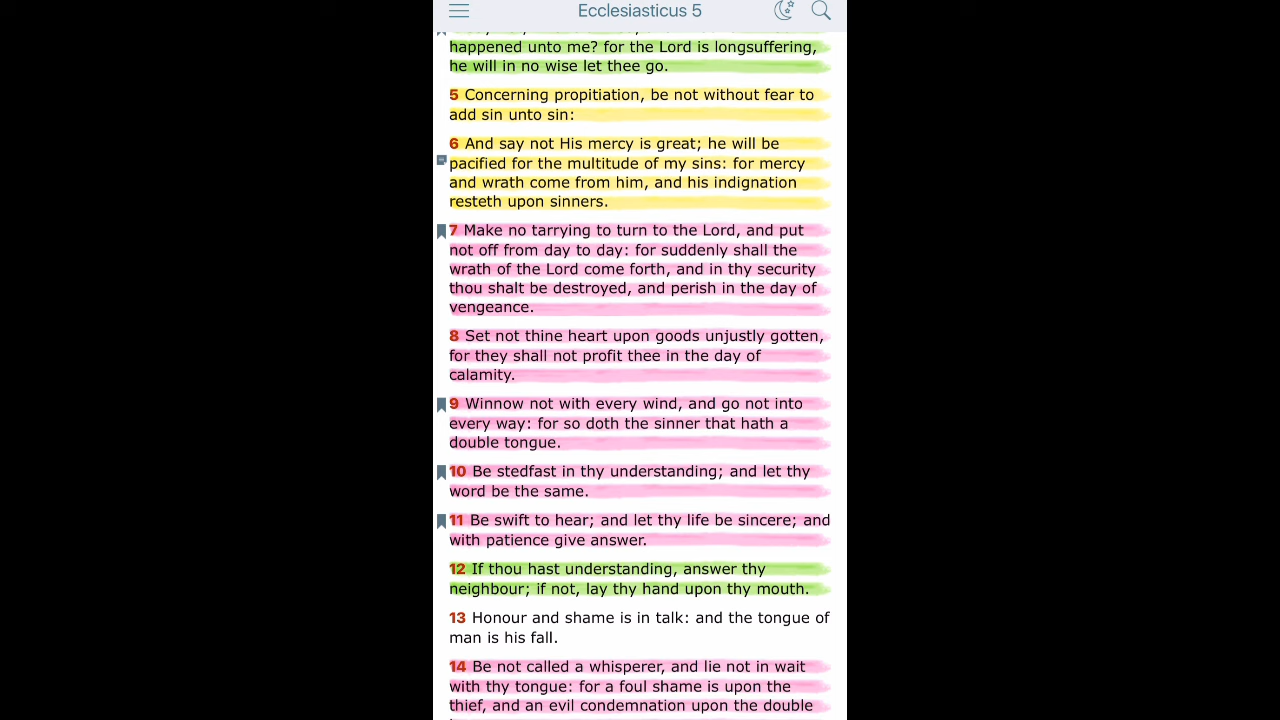 Ecclesiasticus 5
happened unto me? for the Lord is longsuffering,
he will in no wise let thee go.
5 Concerning propitiation, be not without fear to
add sin unto sin:
6 And say not His mercy is great; he will be
pacified for the multitude of my sins: for mercy
and wrath come from him, and his indignation
resteth upon sinners.
7 Make no tarrying to turn to the Lord, and put
not off from day to day: for suddenly shall the
wrath of the Lord come forth, and in thy security
thou shalt be destroyed, and perish in the day of
vengeance.
8 Set not thine heart upon goods unjustly gotten,
for they shall not profit thee in the day of
calamity.
9 Winnow not with every wind, and go not into
every way: for so doth the sinner that hath a
double tongue.
10 Be stedfast in thy understanding; and let thy
word be the same.
11 Be swift to hear; and let thy life be sincere; and
with patience give answer.
12 If thou hast understanding, answer thy
neighbour; if not, lay thy hand upon thy mouth.
13 Honour and shame is in talk: and the tongue of
man is his fall.
14 Be not called a whisperer, and lie not in wait
with thy tongue: for a foul shame is upon the
thief, and an evil condemnation upon the double